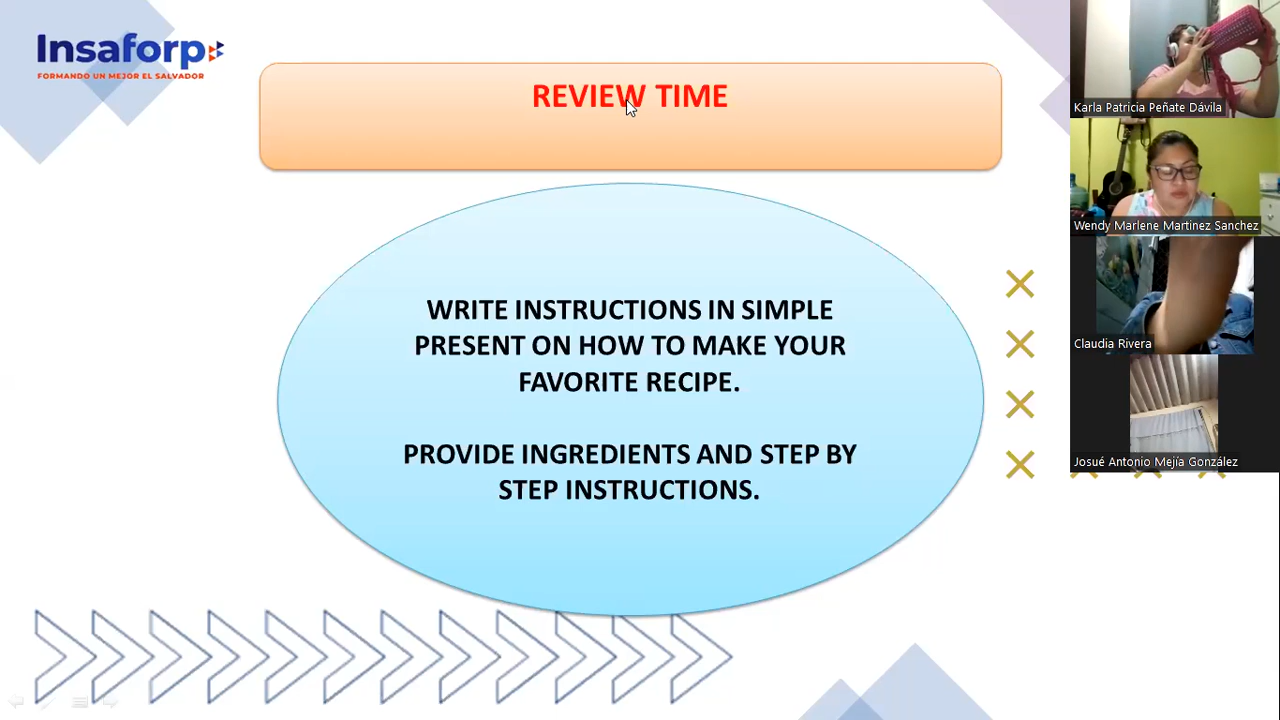 Insaforp
FORMANDO UN MEJOR EL SALVADOR
REVIEW TIME
WRITE INSTRUCTIONS IN SIMPLE
PRESENT ON HOW TO MAKE YOUR
FAVORITE RECIPE.
PROVIDE INGREDIENTS AND STEP BY
STEP INSTRUCTIONS.
Karla Patricia Peñate Dávila
Wendy Marlene Martinez Sanchez
Claudia Rivera
Josué Antonio Mejía González